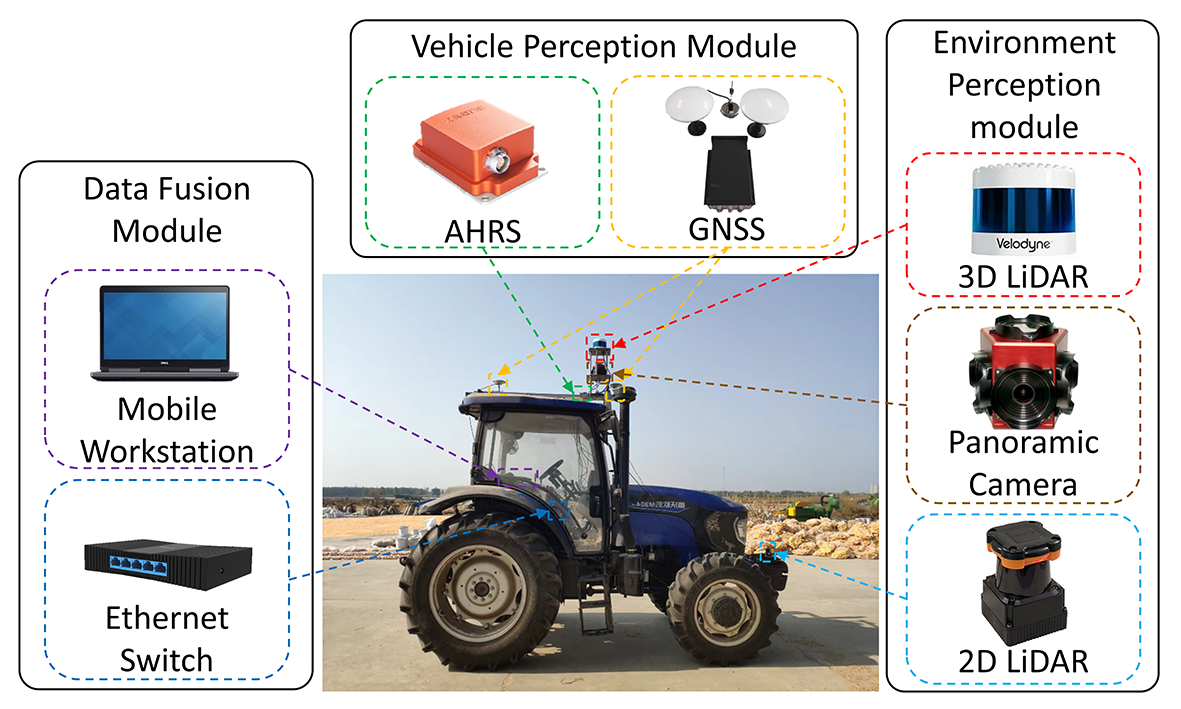 Vehicle Perception Module
AHRS
GNSS
Environment
Perception
module
Velodyne
3D LiDAR
Panoramic
Camera
2D LiDAR
Data Fusion
Module
DELL
Mobile
Workstation
Ethernet
Switch